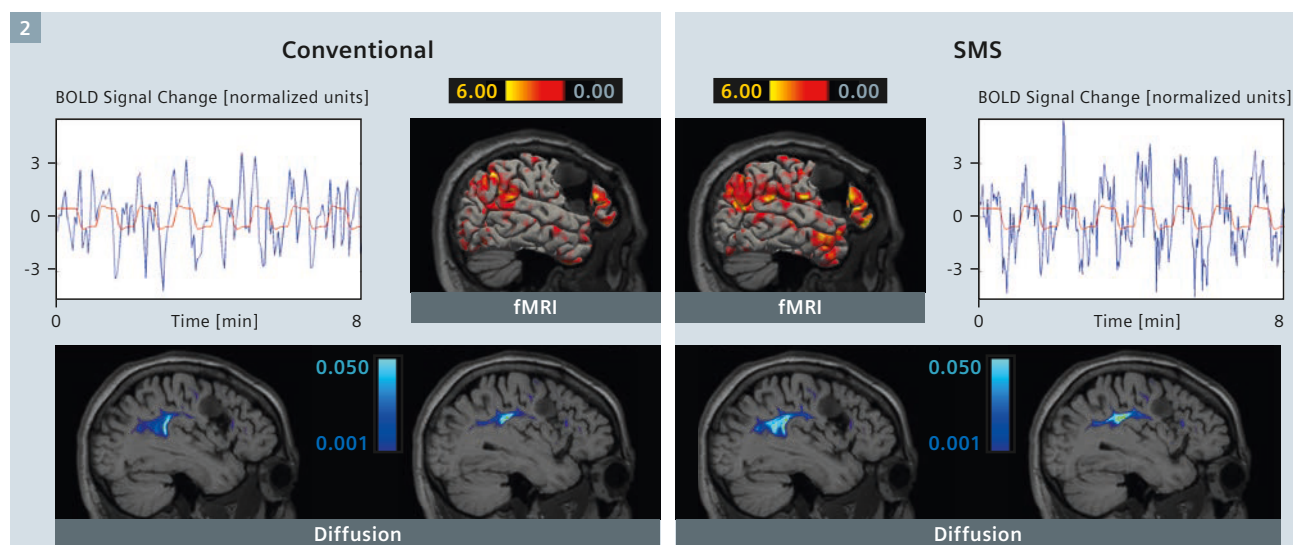 2
Conventional
BOLD Signal Change [normalized units]
6.00 0.00
3
0
-3
0 Time [min] 8
fMRI
0.050
0.001
Diffusion
SMS
6.00 0.00
BOLD Signal Change [normalized units]
3
0
-3
0 Time [min] 8
fMRI
0.050
0.001
Diffusion